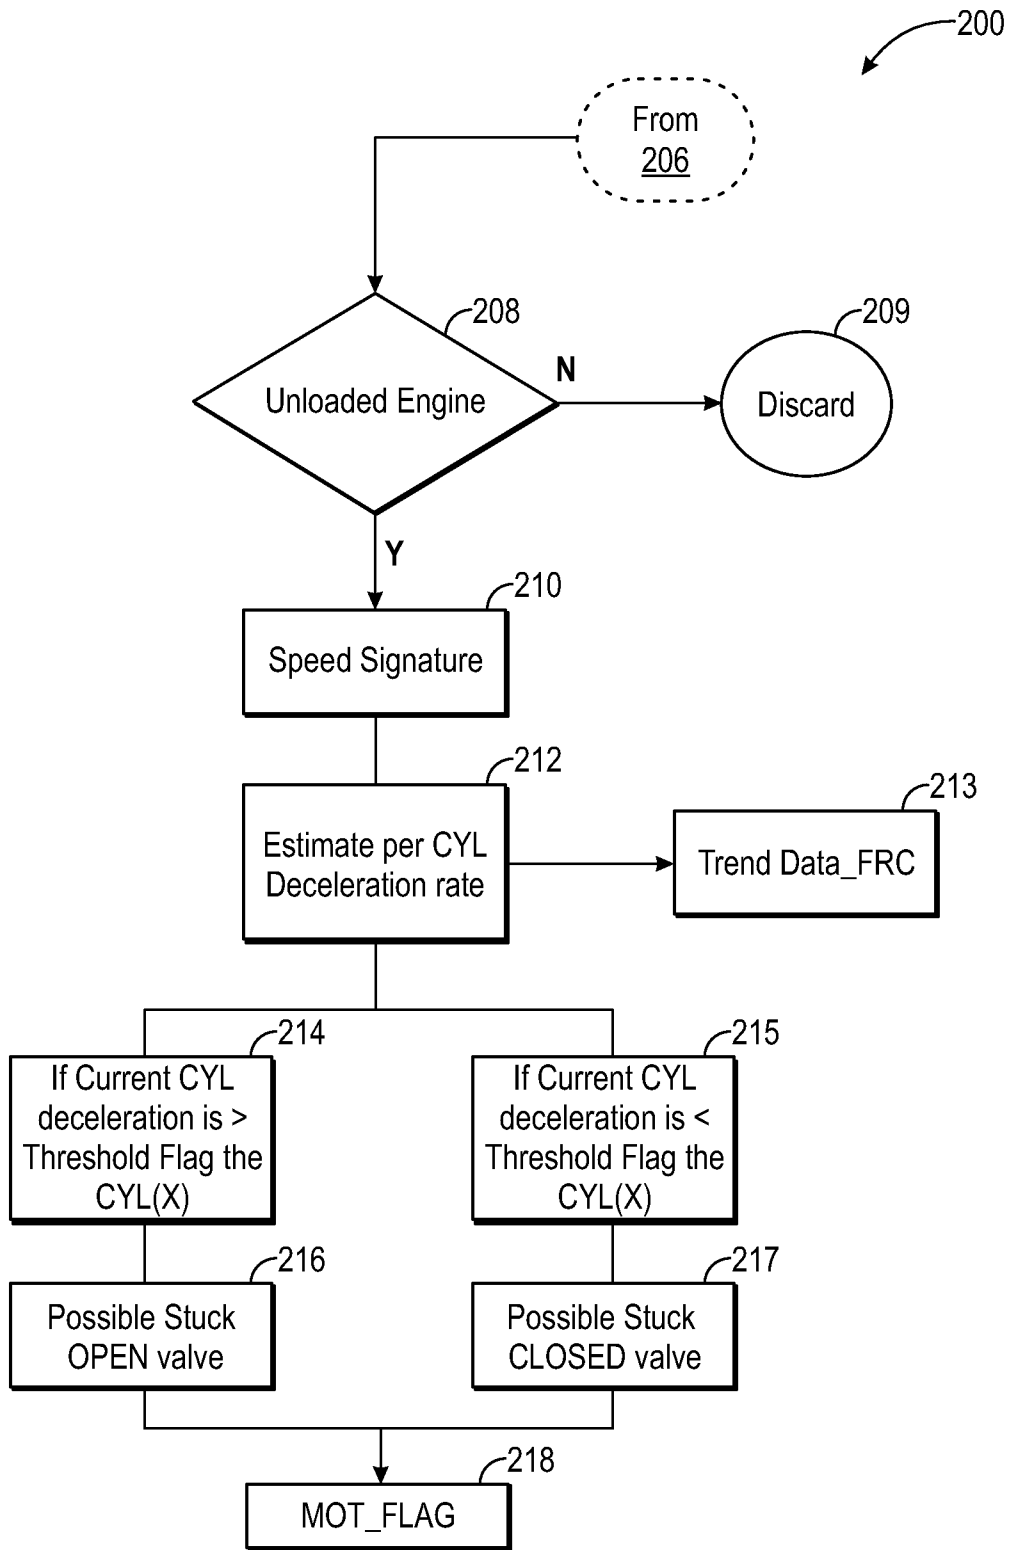 200
From
206
208
209
Unloaded Engine
N
Discard
Y
210
Speed Signature
212
213
Estimate per CYL
Deceleration rate
Trend Data_FRC
214
215
If Current CYL
deceleration is >
Threshold Flag the
CYL(X)
If Current CYL
deceleration is <
Threshold Flag the
CYL(X)
216
217
Possible Stuck
OPEN valve
Possible Stuck
CLOSED valve
218
MOT_FLAG